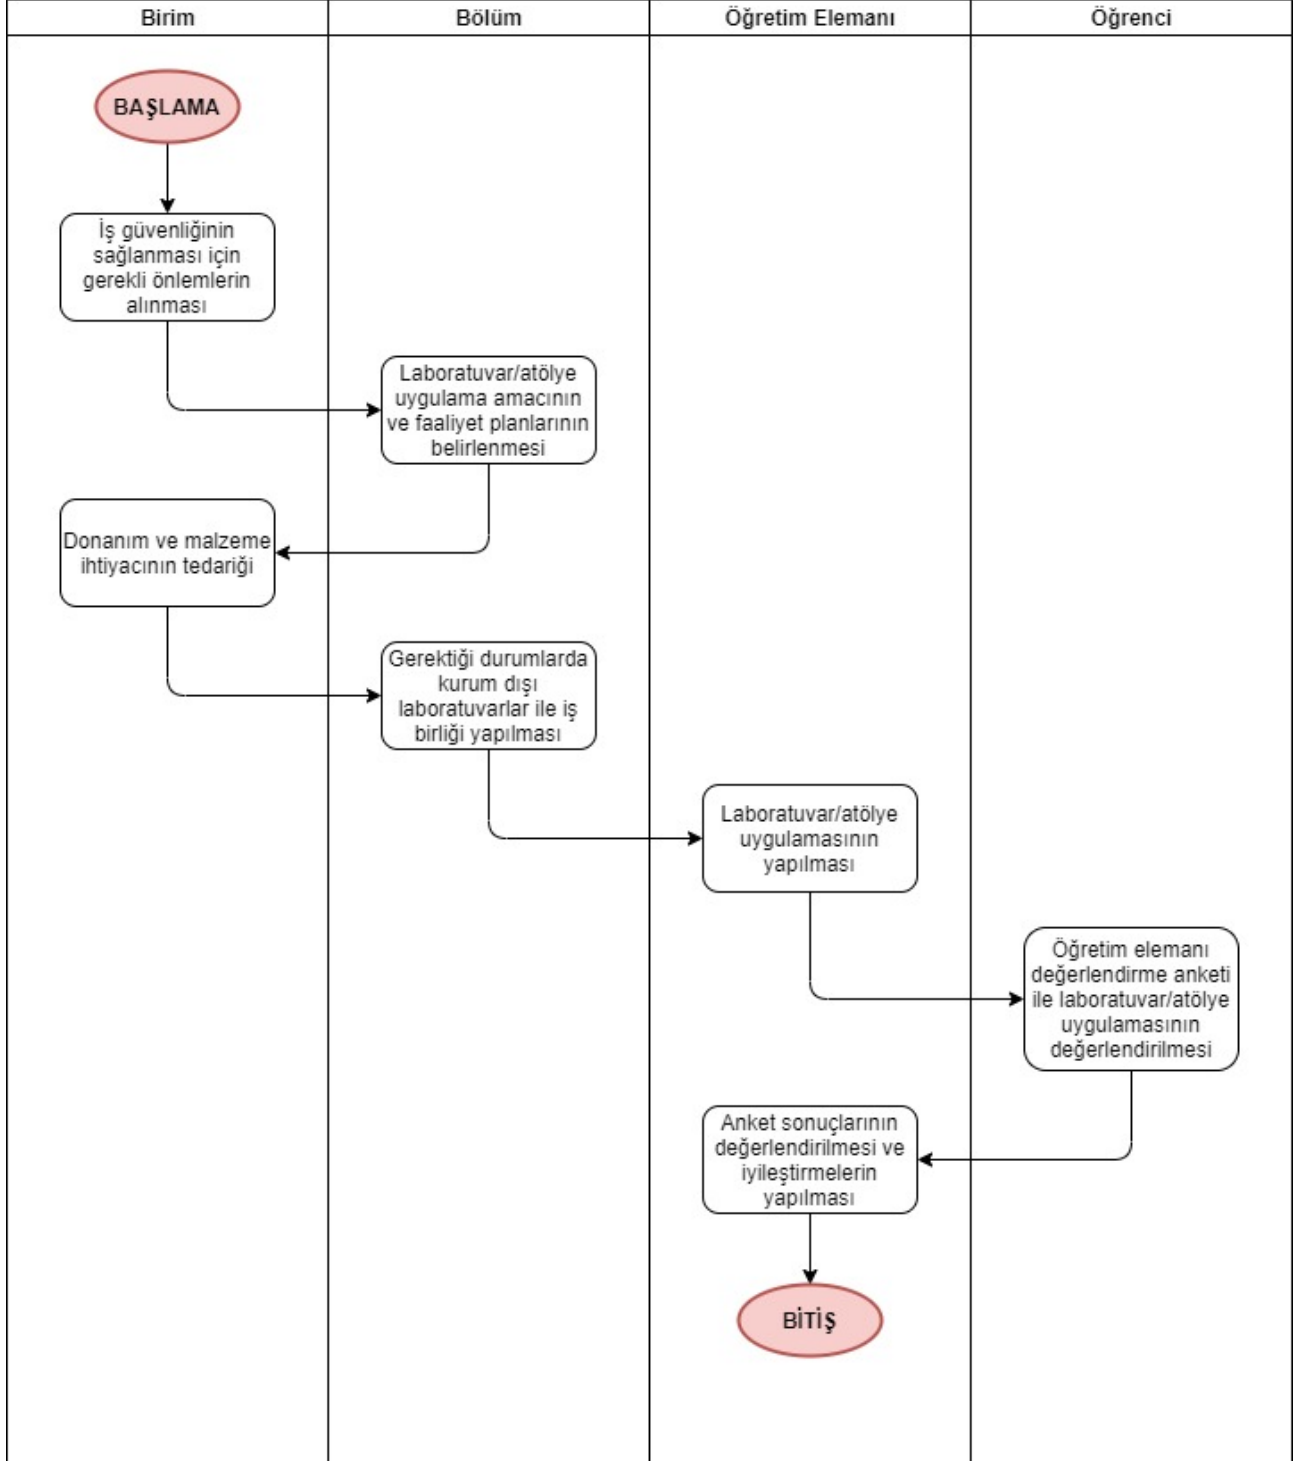 Birim
Bölüm
Öğretim Elemanı
Öğrenci
BAŞLAMA
İş güvenliğinin
sağlanması için
gerekli önlemlerin
alınması
Laboratuvar/atölye
uygulama amacının
ve faaliyet planlarının
belirlenmesi
Donanım ve malzeme
ihtiyacının tedariği
Gerektiği durumlarda
kurum dışı
laboratuvarlar ile iş
birliği yapılması
Laboratuvar/atölye
uygulamasının
yapılması
Öğretim elemanı
değerlendirme anketi
ile laboratuvar/atölye
uygulamasının
değerlendirilmesi
Anket sonuçlarının
değerlendirilmesi ve
iyileştirmelerin
yapılması
BİTİŞ